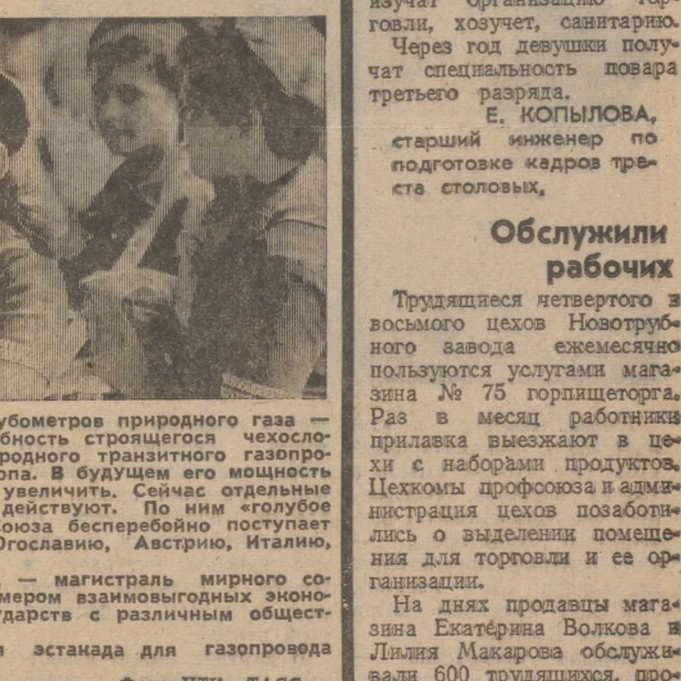 убометров природного газа —
бность строящегося чехосло-
родного транзитного газопро-
опа. В будущем его мощность
увеличить. Сейчас отдельные
действуют. По ним «голубое
Союза бесперебойно поступает
Югославию, Австрию, Италию,
— магистраль мирного со-
мером взаимовыгодных эконо-
ударств с различным общест-
я эстакада для газопровода
изучат организацию тор-
говли, хозучет, санитарию.
Через год девушки полу-
чат специальность повара
третьего разряда.
Е. КОПЫЛОВА,
старший инженер по
подготовке кадров тре-
ста столовых.
Обслужили
рабочих
Трудящиеся четвертого и
восьмого цехов Новотруб-
ного завода ежемесячно
пользуются услугами мага-
зина № 75 горпищеторга.
Раз в месяц работники
прилавка выезжают в це-
хи с наборами продуктов.
Цехкомы профсоюза и адми-
нистрация цехов позаботи-
лись о выделении помеще-
ния для торговли и ее ор-
ганизации.
На днях продавцы мага-
зина Екатерина Волкова и
Лилия Макарова обслужи-
вали 600 трудящихся, про-